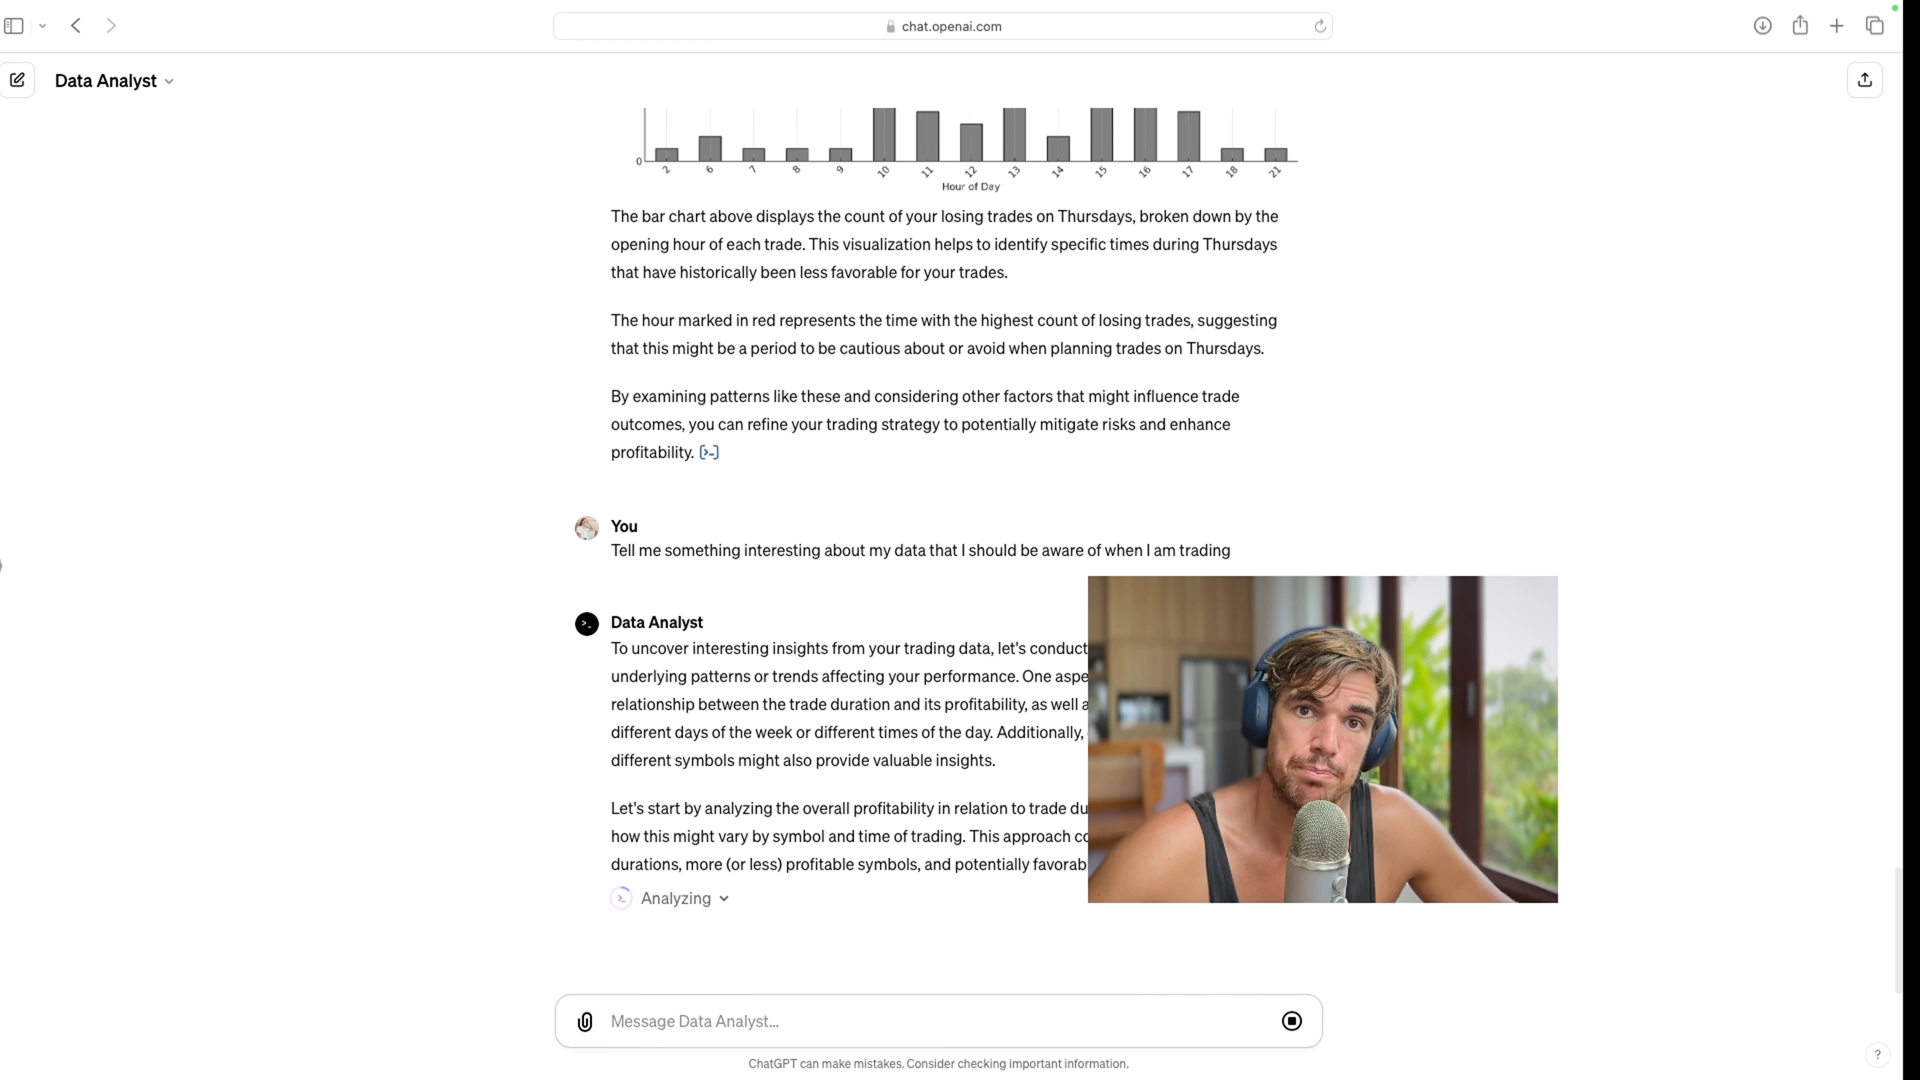 chat.openai.com
Data Analyst
0
2 6 7 8 9 10 11 12 13 14 15 16 17 18 21
Hour of Day
The bar chart above displays the count of your losing trades on Thursdays, broken down by the
opening hour of each trade. This visualization helps to identify specific times during Thursdays
that have historically been less favorable for your trades.
The hour marked in red represents the time with the highest count of losing trades, suggesting
that this might be a period to be cautious about or avoid when planning trades on Thursdays.
By examining patterns like these and considering other factors that might influence trade
outcomes, you can refine your trading strategy to potentially mitigate risks and enhance
profitability. [>-]
You
Tell me something interesting about my data that I should be aware of when I am trading
Data Analyst
To uncover interesting insights from your trading data, let's conduct
underlying patterns or trends affecting your performance. One aspe
relationship between the trade duration and its profitability, as well a
different days of the week or different times of the day. Additionally,
different symbols might also provide valuable insights.
Let's start by analyzing the overall profitability in relation to trade du
how this might vary by symbol and time of trading. This approach co
durations, more (or less) profitable symbols, and potentially favorab
Analyzing
Message Data Analyst...
ChatGPT can make mistakes. Consider checking important information.
?